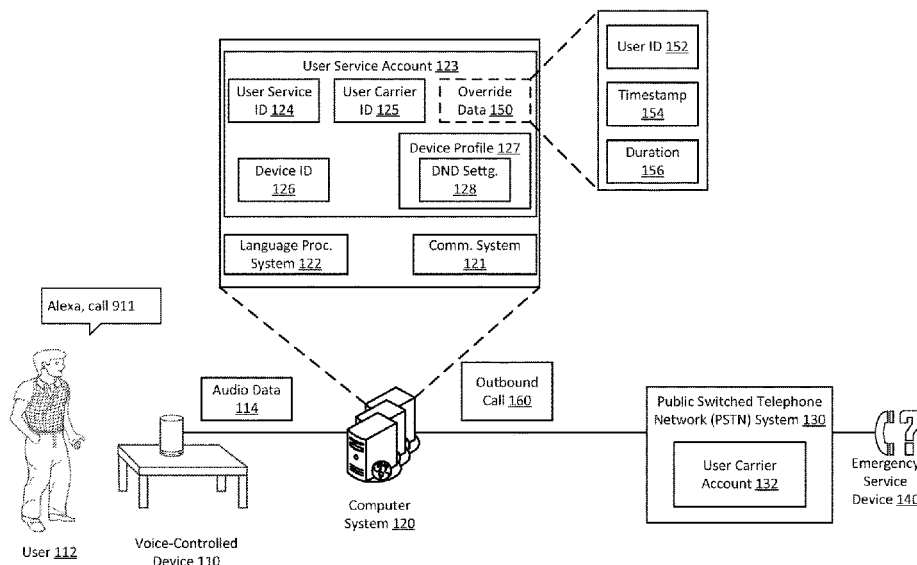 User Service Account 123
User Service
ID 124
User Carrier
ID 125
Override
Data 150
Device ID
126
Device Profile 127
DND Settg.
128
Language Proc.
System 122
Comm. System
121
User ID 152
Timestamp
154
Duration
156
Alexa, call 911
Audio Data
114
Outbound
Call 160
Public Switched Telephone
Network (PSTN) System 130
User Carrier
Account 132
Emergency
Service
Device 140
Computer
System 120
User 112
Voice-Controlled
Device 110